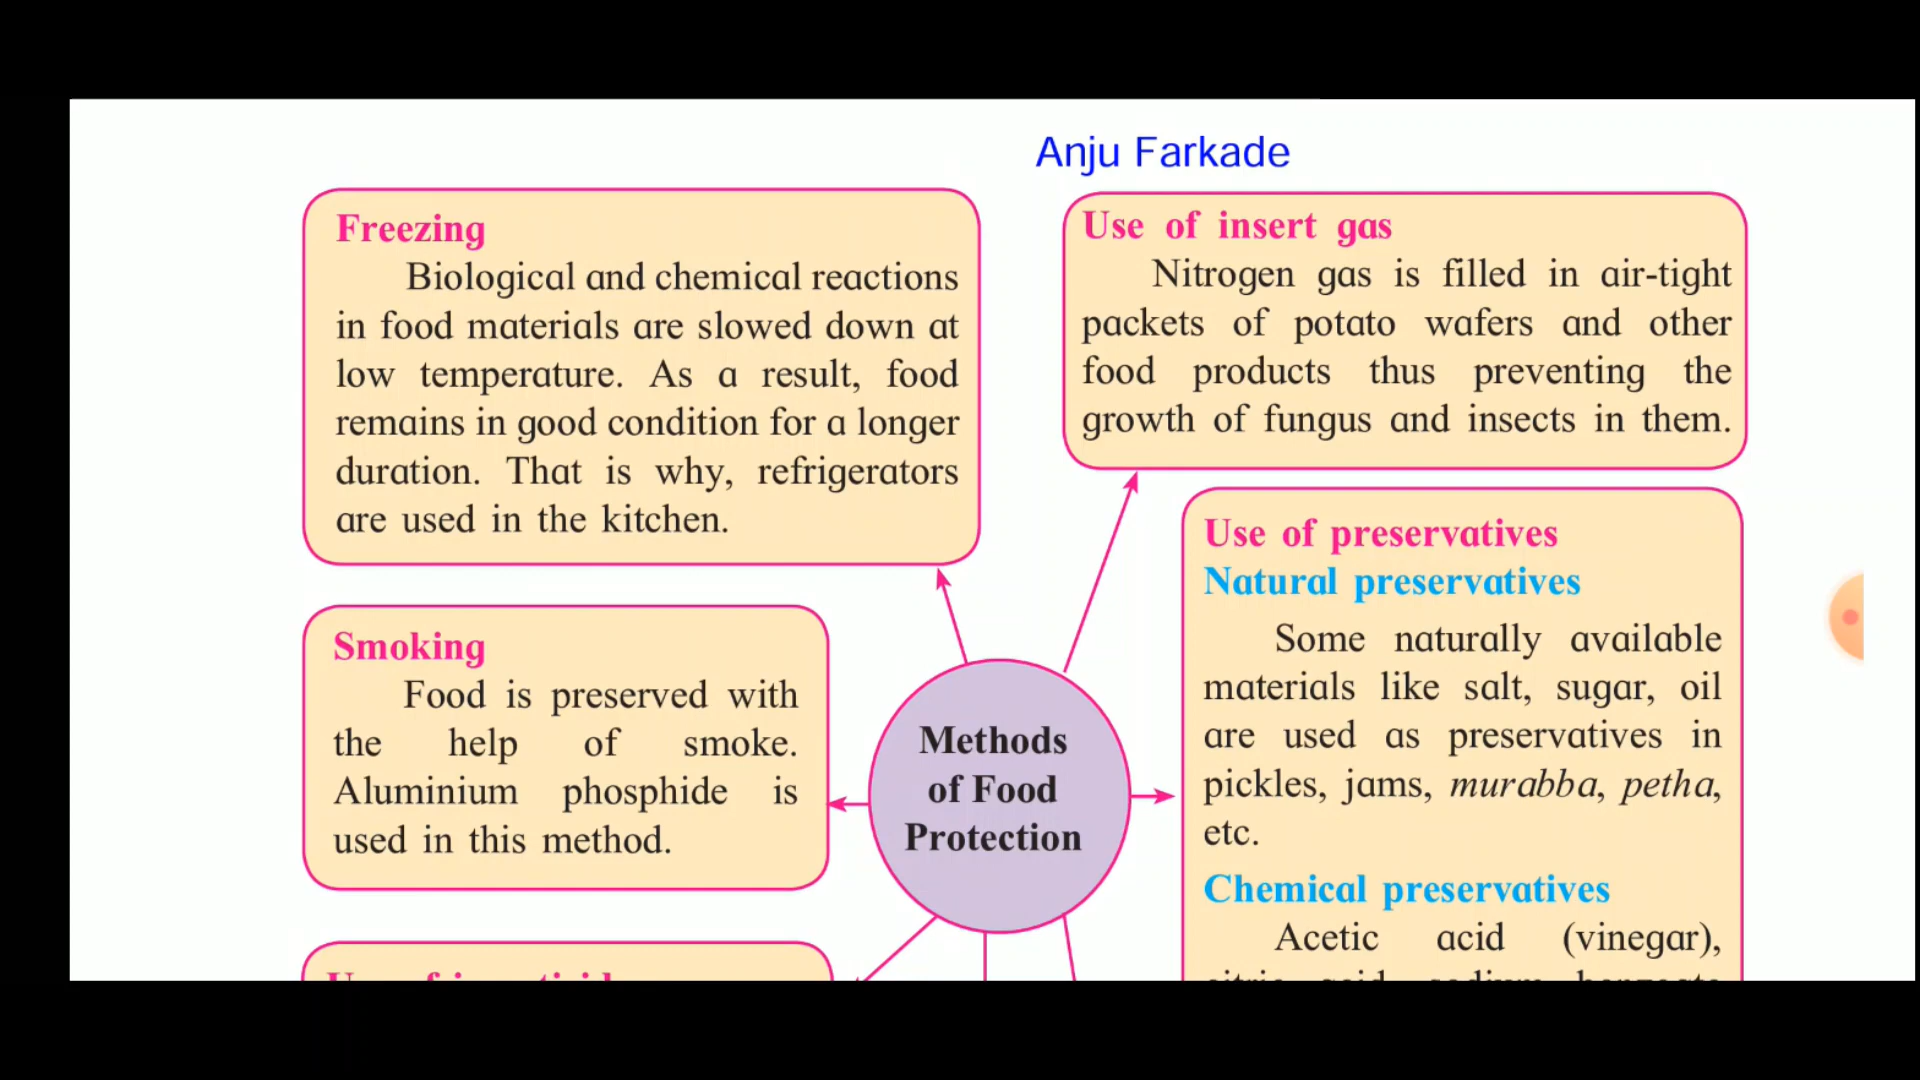 Anju Farkade
Freezing
Biological and chemical reactions
in food materials are slowed down at
low temperature. As a result, food
remains in good condition for a longer
duration. That is why, refrigerators
are used in the kitchen.
Use of insert gas
Nitrogen gas is filled in air-tight
packets of potato wafers and other
food products thus preventing the
growth of fungus and insects in them.
Smoking
Food is preserved with
the help of smoke.
Aluminium phosphide is
used in this method.
Methods
of Food
Protection
Use of preservatives
Natural preservatives
Some naturally available
materials like salt, sugar, oil
are used as preservatives in
pickles, jams, murabba, petha,
etc.
Chemical preservatives
Acetic acid (vinegar),
citric acid, sodium benzoate